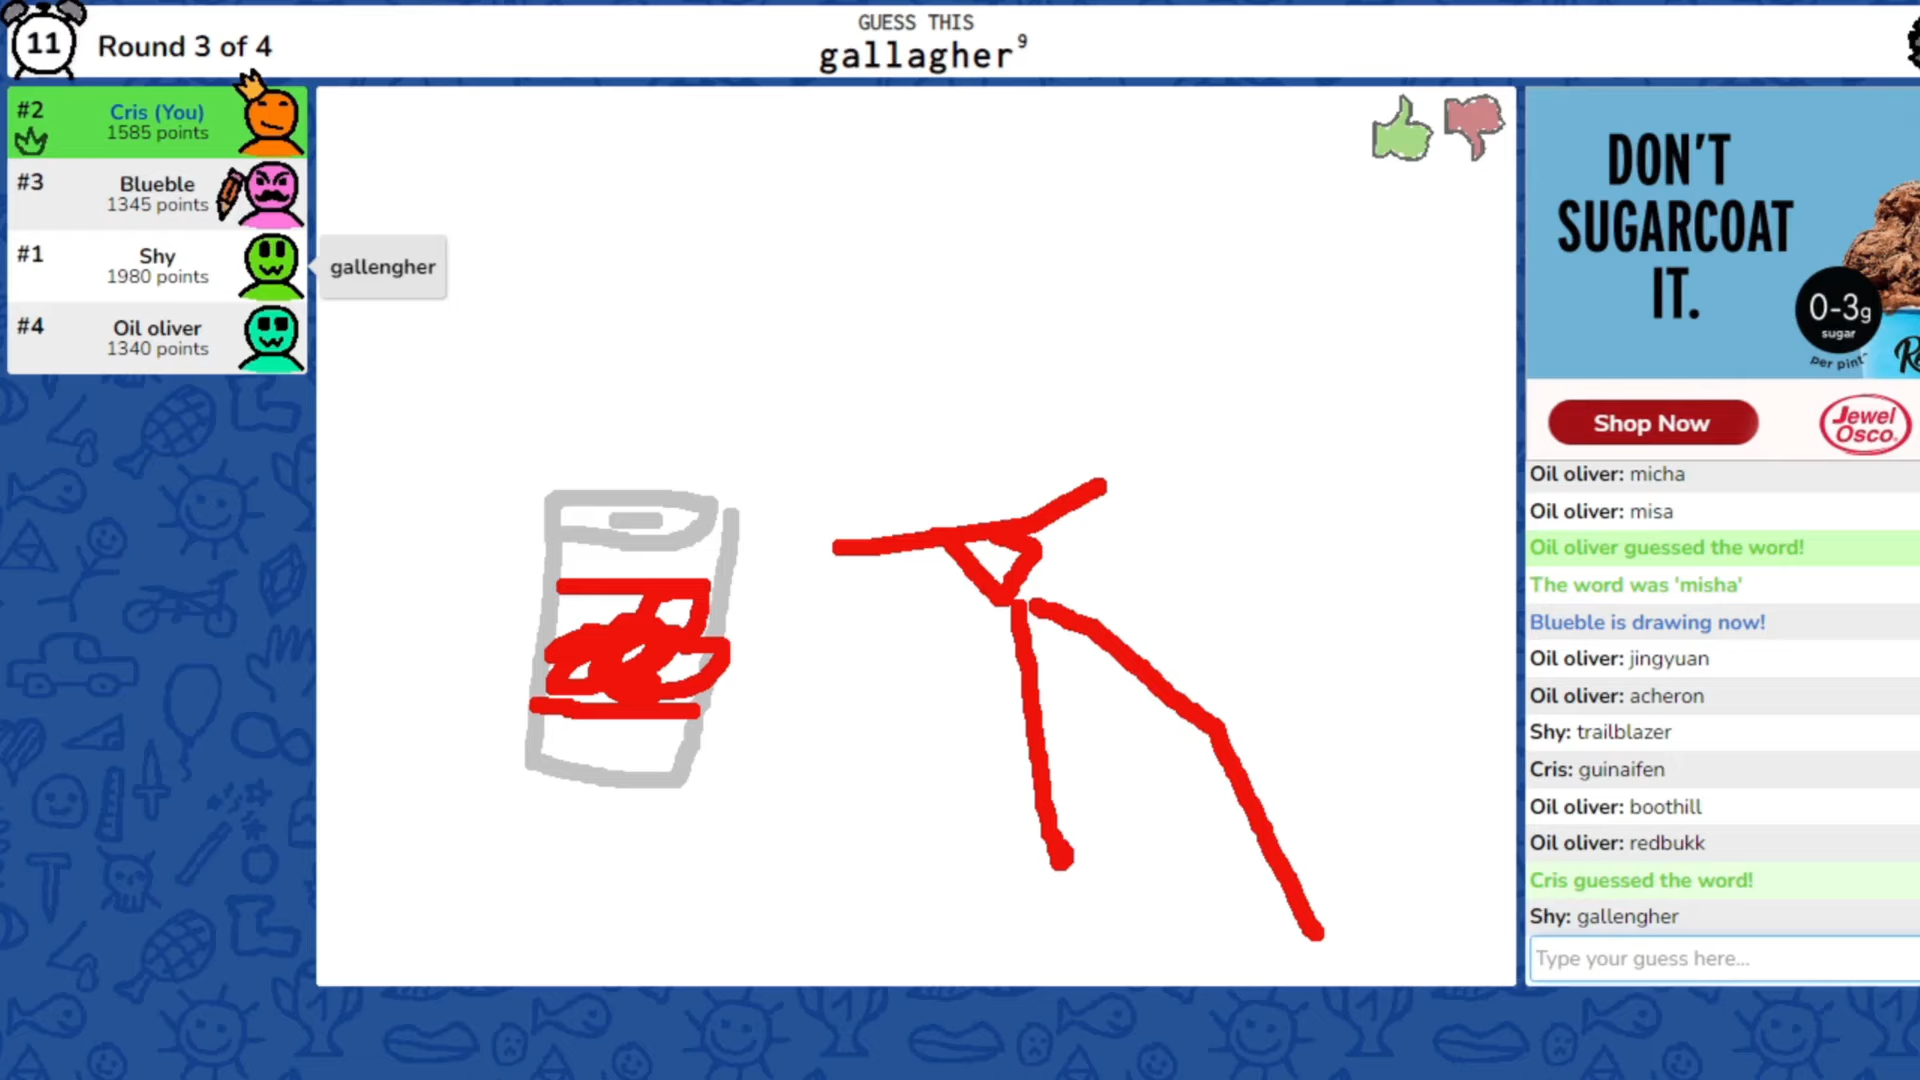 11
Round 3 of 4
GUESS THIS
gallagher⁹
#2
Cris (You)
1585 points
#3
Blueble
1345 points
#1
Shy
1980 points
gallengher
#4
Oil oliver
1340 points
DON'T
SUGARCOAT
IT.
0-3g
sugar
per pint
Shop Now
Jewel
Osco.
Oil oliver: micha
Oil oliver: misa
Oil oliver guessed the word!
The word was 'misha'
Blueble is drawing now!
Oil oliver: jingyuan
Oil oliver: acheron
Shy: trailblazer
Cris: guinaifen
Oil oliver: boothill
Oil oliver: redbukk
Cris guessed the word!
Shy: gallengher
Type your guess here...